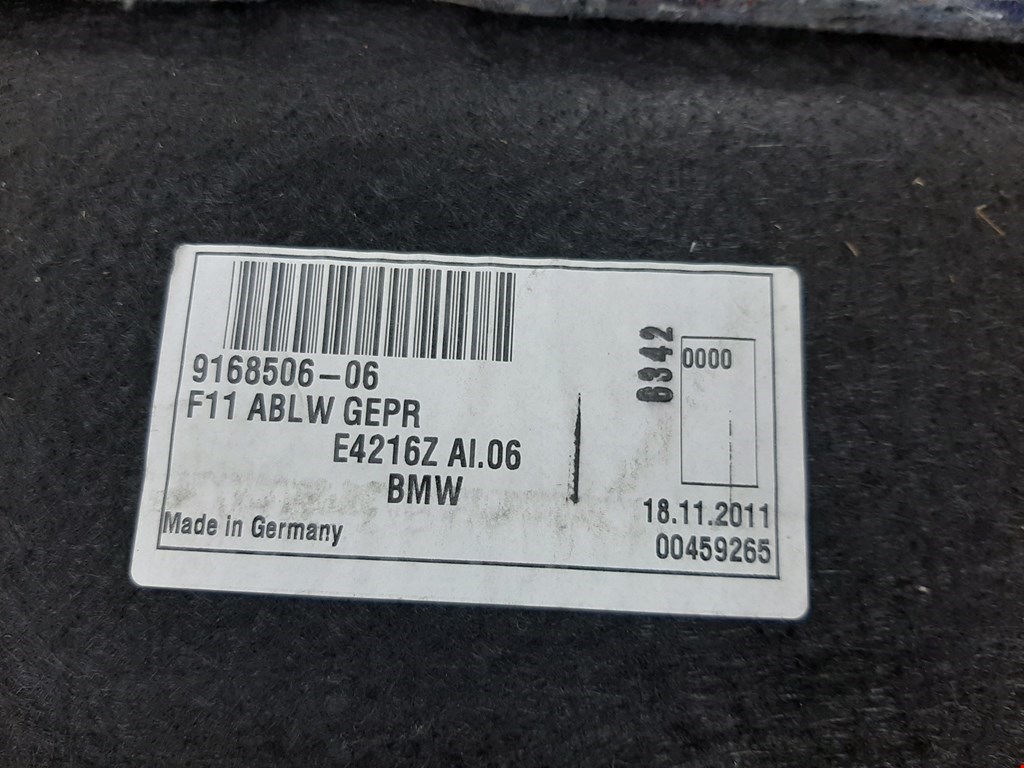 9168506-06
F11 ABLW GEPR
E4216Z AI.06
BMW
Made in Germany
6342
0000
18.11.2011
00459265